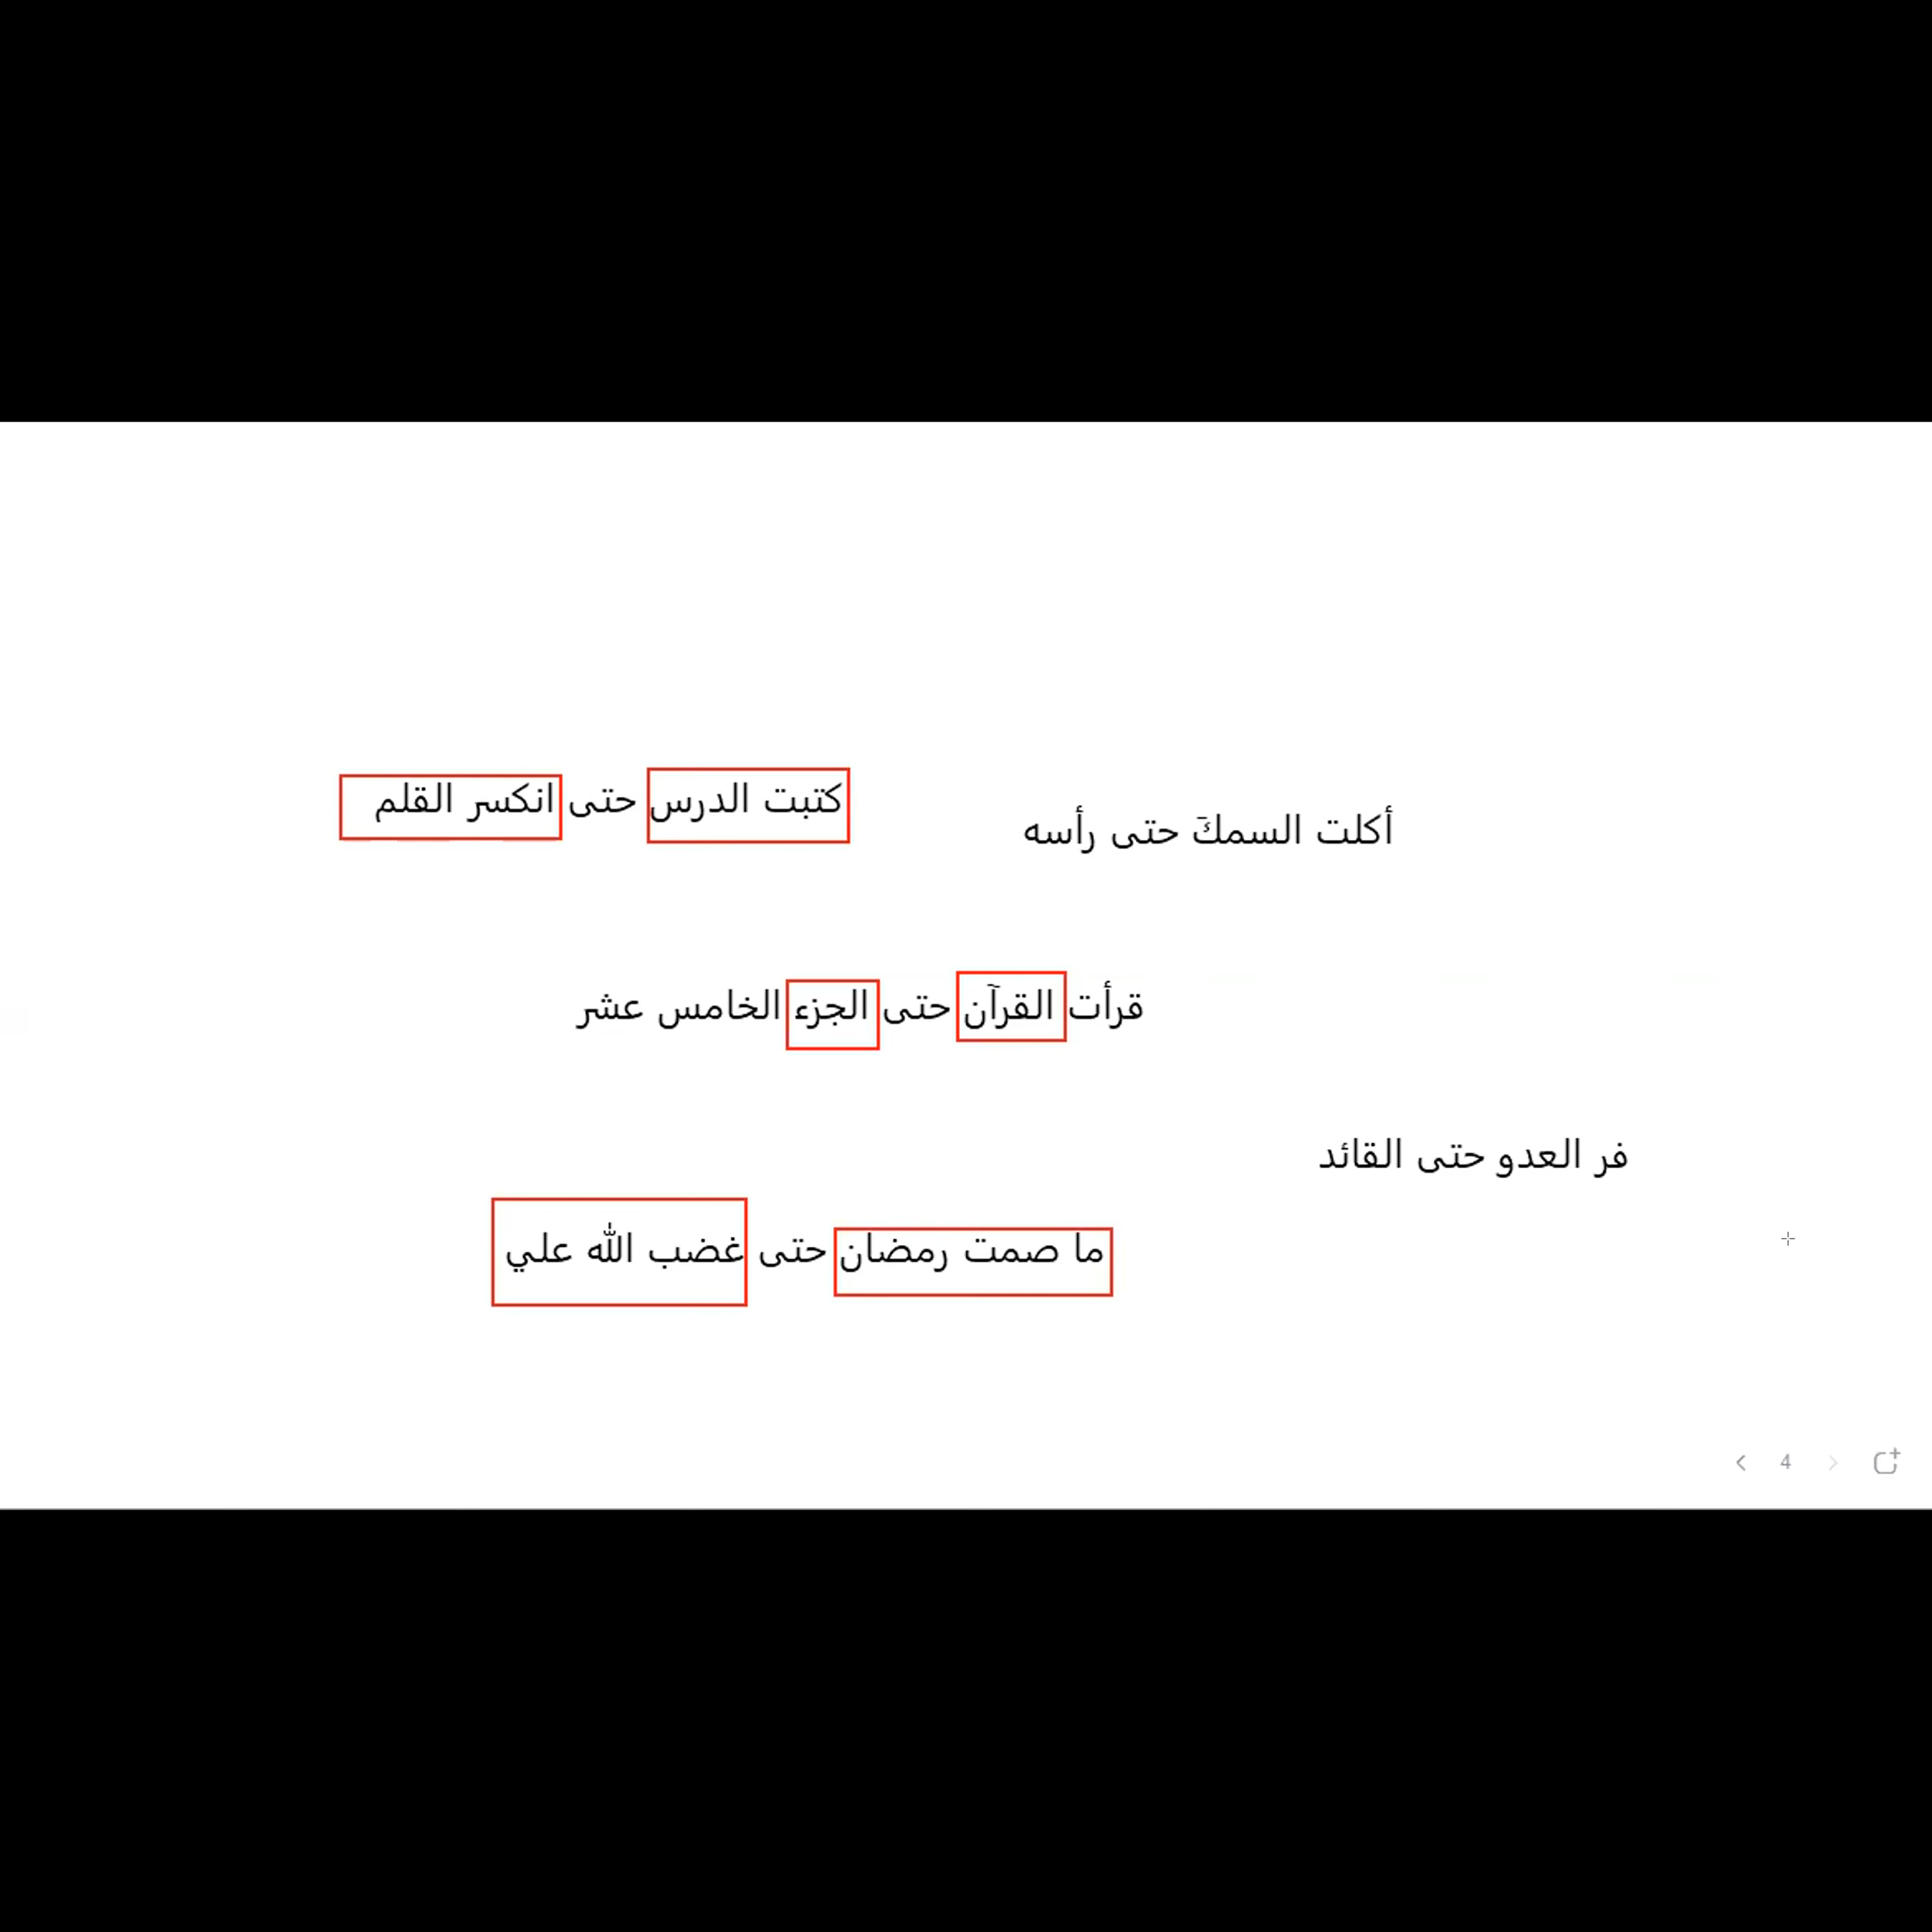 أكلت السمكَ حتى رأسه
كتبت الدرس حتى انكسر القلم
قرأت القرآن حتى الجزء الخامس عشر
فر العدو حتى القائد
ما صمت رمضان حتى غضب الله علي
4